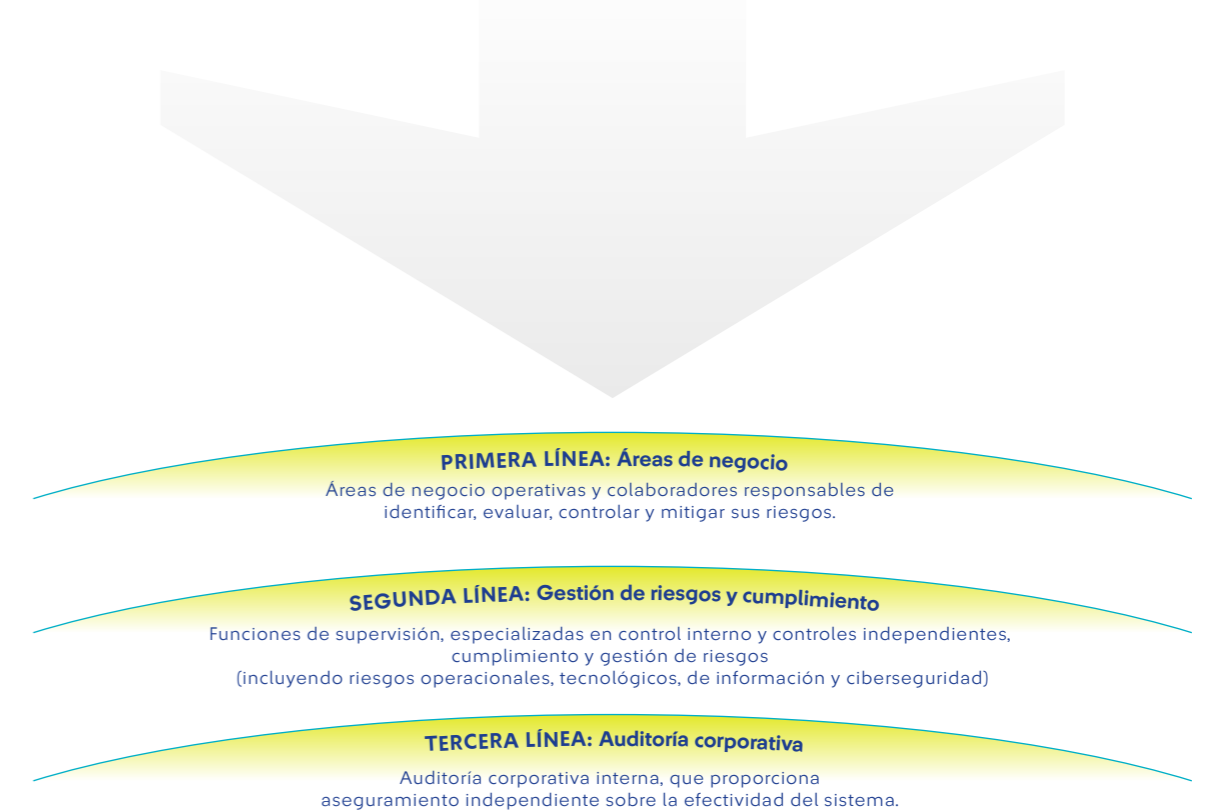 PRIMERA LÍNEA: Áreas de negocio
Áreas de negocio operativas y colaboradores responsables de
identificar, evaluar, controlar y mitigar sus riesgos.
SEGUNDA LÍNEA: Gestión de riesgos y cumplimiento
Funciones de supervisión, especializadas en control interno y controles independientes,
cumplimiento y gestión de riesgos
(incluyendo riesgos operacionales, tecnológicos, de información y ciberseguridad)
TERCERA LÍNEA: Auditoría corporativa
Auditoría corporativa interna, que proporciona
aseguramiento independiente sobre la efectividad del sistema.